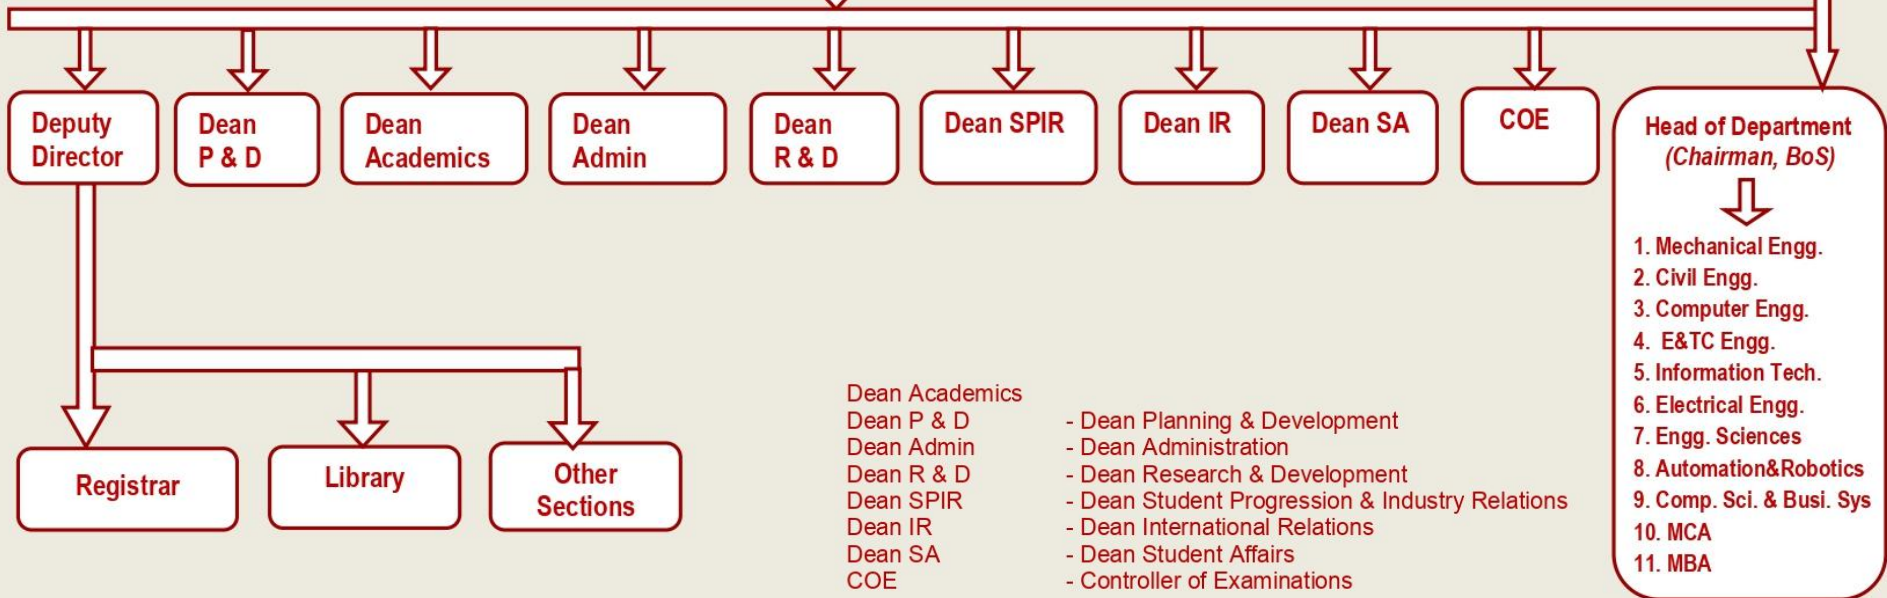 Deputy
Director
Dean
P & D
Dean
Academics
Dean
Admin
Dean
R & D
Dean SPIR
Dean IR
Dean SA
COE
Head of Department
(Chairman, BoS)
1. Mechanical Engg.
2. Civil Engg.
3. Computer Engg.
4. E&TC Engg.
5. Information Tech.
6. Electrical Engg.
7. Engg. Sciences
8. Automation&Robotics
9. Comp. Sci. & Busi. Sys
10. MCA
11. MBA
Registrar
Library
Other
Sections
Dean Academics
Dean P & D - Dean Planning & Development
Dean Admin - Dean Administration
Dean R & D - Dean Research & Development
Dean SPIR - Dean Student Progression & Industry Relations
Dean IR - Dean International Relations
Dean SA - Dean Student Affairs
COE - Controller of Examinations